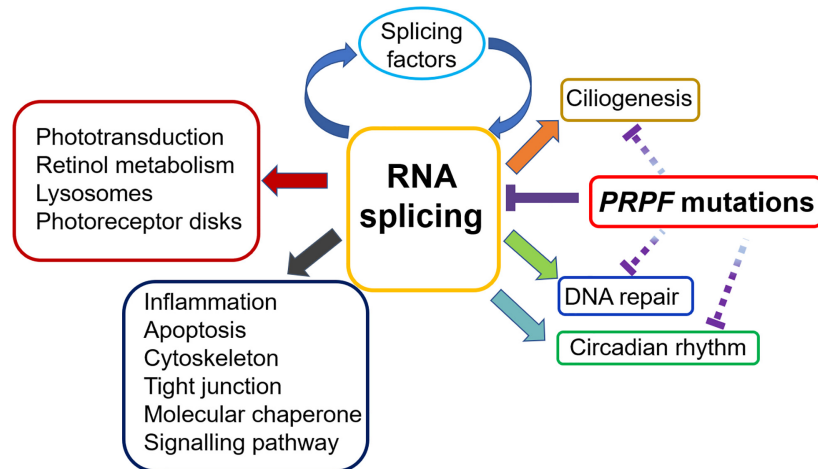 Splicing
factors
Ciliogenesis
Phototransduction
Retinol metabolism
Lysosomes
Photoreceptor disks
RNA
splicing
PRPF mutations
Inflammation
Apoptosis
Cytoskeleton
Tight junction
Molecular chaperone
Signalling pathway
DNA repair
Circadian rhythm